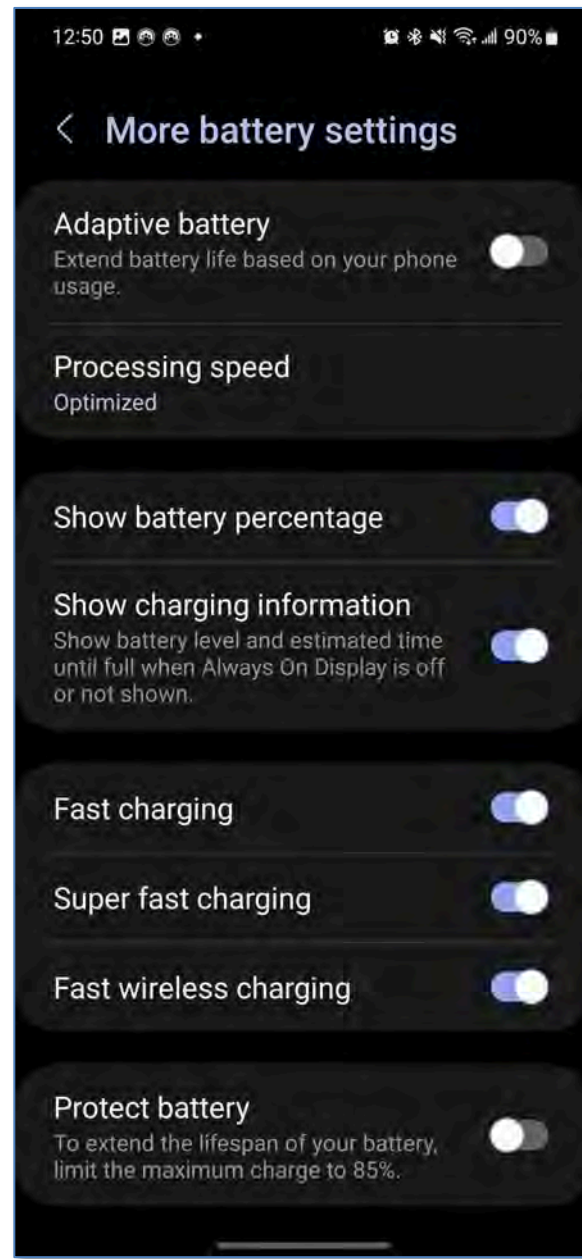 12:50 90%
More battery settings
Adaptive battery
Extend battery life based on your phone
usage.
Processing speed
Optimized
Show battery percentage
Show charging information
Show battery level and estimated time
until full when Always On Display is off
or not shown.
Fast charging
Super fast charging
Fast wireless charging
Protect battery
To extend the lifespan of your battery,
limit the maximum charge to 85%.